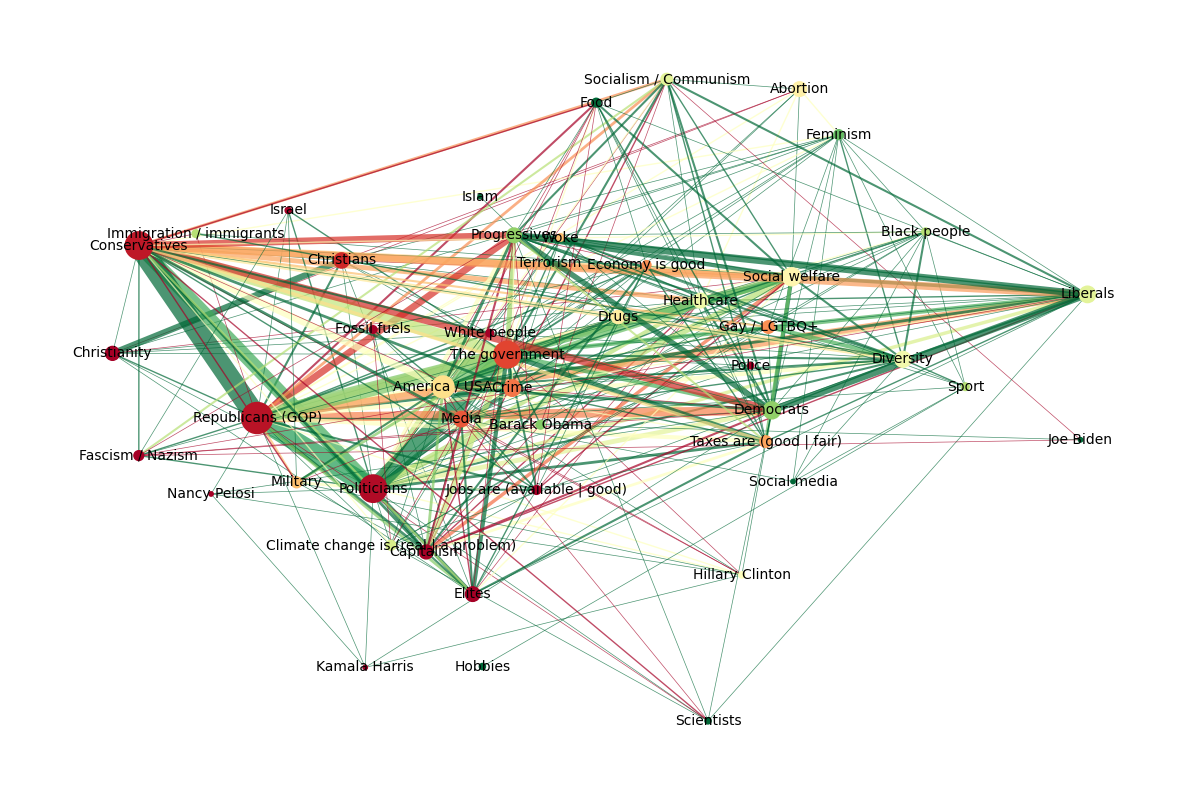 Socialism / Communism
Abortion
Food
Feminism
Islam
Israel
Immigration / immigrants
Conservatives
Progressives
Woke
Black people
Christians
Terrorism
Economy is good
Social welfare
Liberals
Healthcare
Drugs
Fossil fuels
White people
Gay / LGTBQ+
Christianity
The government
Police
Diversity
America / USA
Crime
Sport
Republicans (GOP)
Media
Barack Obama
Democrats
Taxes are (good | fair)
Joe Biden
Fascism / Nazism
Nancy Pelosi
Military
Politicians
Jobs are (available | good)
Social media
Climate change is (real | a problem)
Capitalism
Hillary Clinton
Elites
Kamala Harris
Hobbies
Scientists